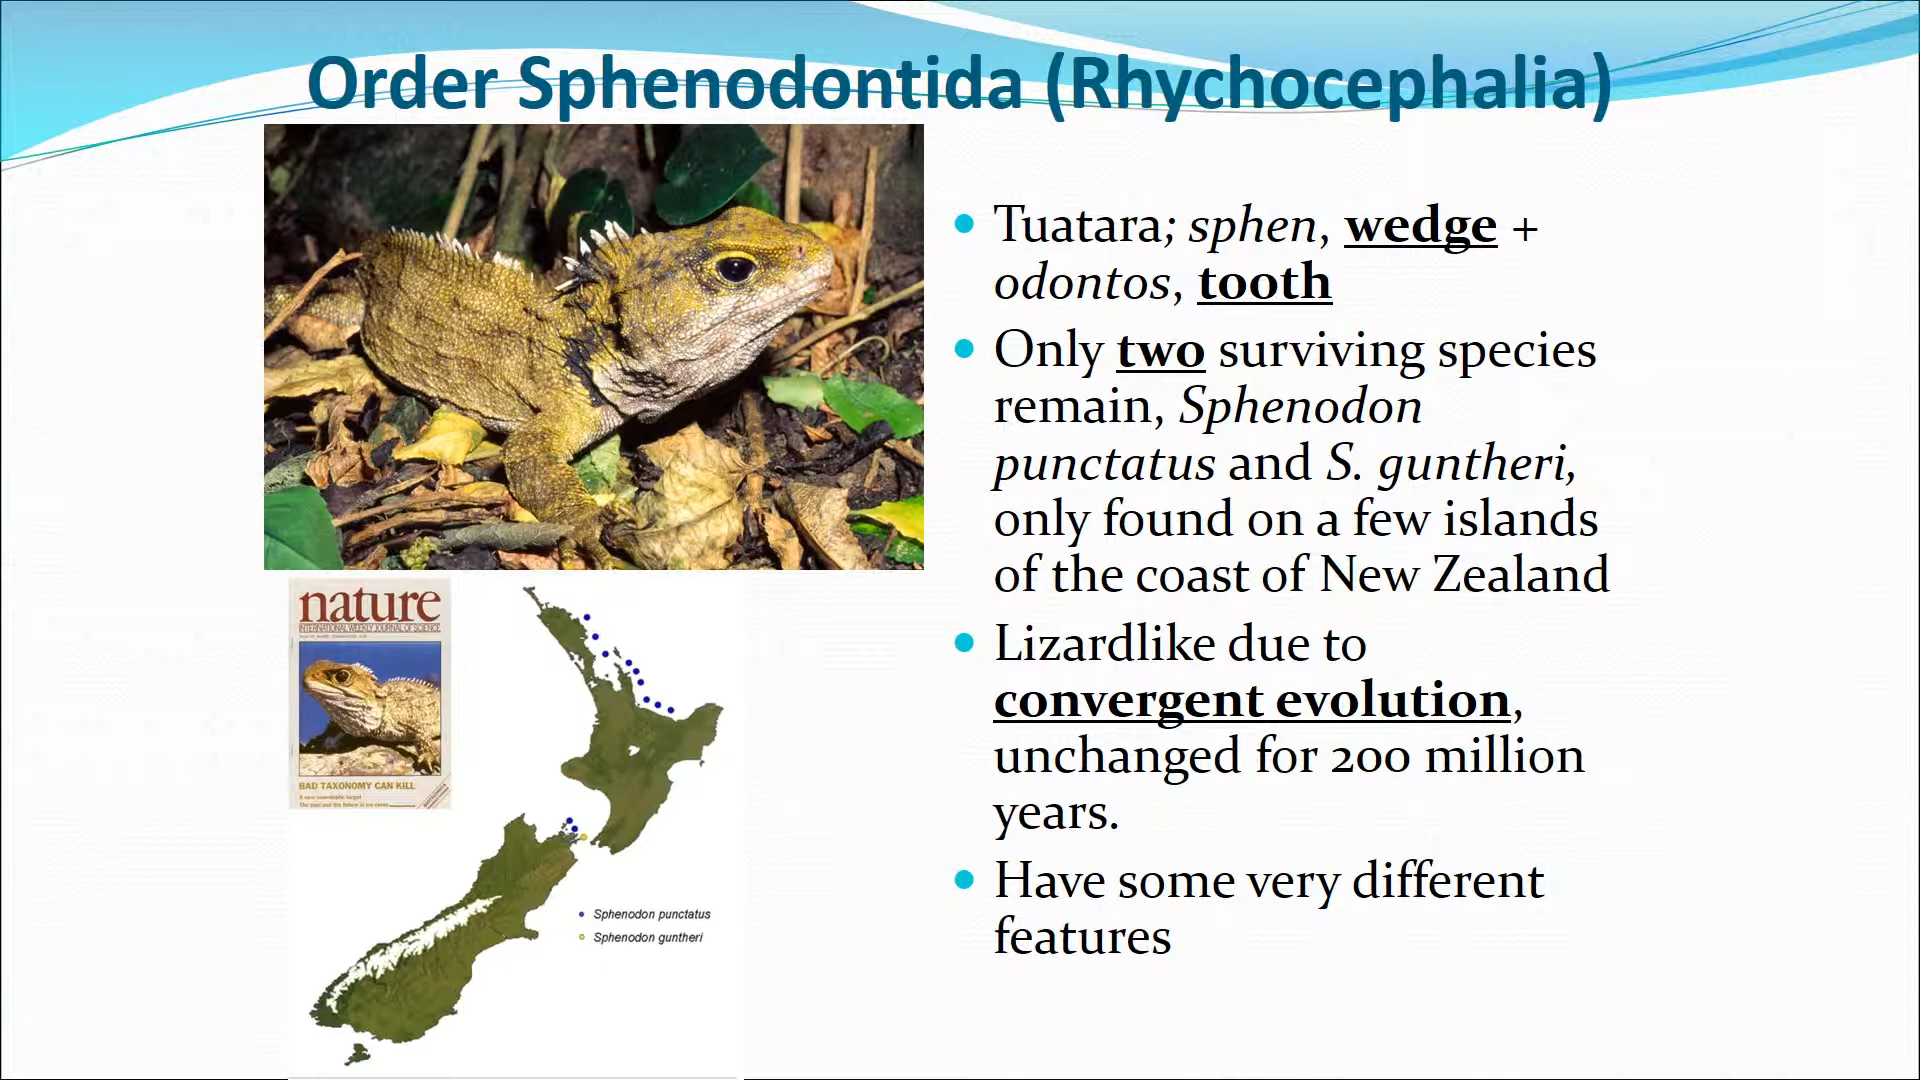 Order Sphenodontida (Rhychocephalia)
Tuatara; sphen, wedge +
odontos, tooth
Only two surviving species
remain, Sphenodon
punctatus and S. guntheri,
only found on a few islands
of the coast of New Zealand
Lizardlike due to
convergent evolution,
unchanged for 200 million
years.
Have some very different
features
nature
INTERNATIONAL WEEKLY JOURNAL OF SCIENCE
BAD TAXONOMY CAN KILL
Sphenodon punctatus
Sphenodon guntheri